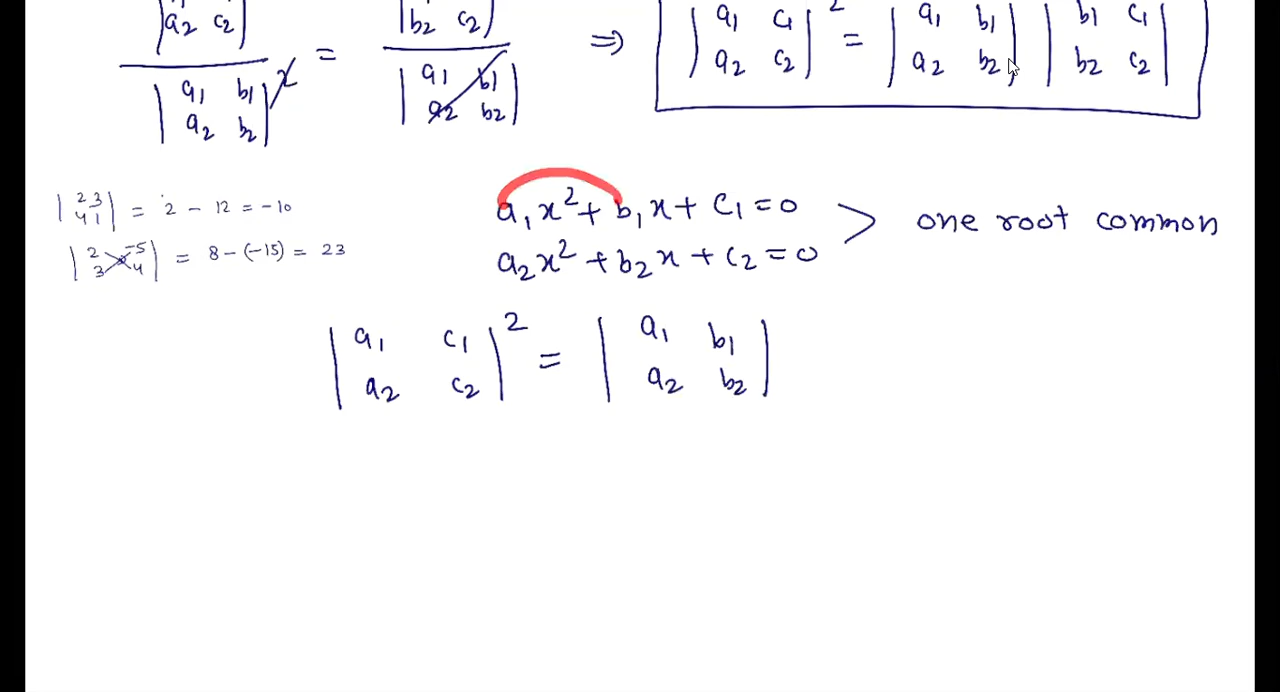 |a₂ c₂| / |a₁ b₁; a₂ b₂|² = |b₂ c₂| / |a₁ b₁; a₂ b₂| ⇒ |a₁ c₁; a₂ c₂|² = |a₁ b₁; a₂ b₂| |b₁ c₁; b₂ c₂|
|2 3; 4 1| = 2 - 12 = -10
|2 -5; 3 4| = 8 - (-15) = 23
a₁x² + b₁x + c₁ = 0
a₂x² + b₂x + c₂ = 0
> one root common
|a₁ c₁; a₂ c₂|² = |a₁ b₁; a₂ b₂|